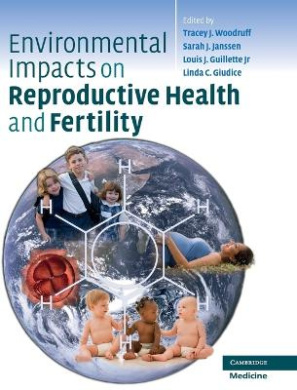 Edited by
Tracey J. Woodruff
Sarah J. Janssen
Louis J. Guillette Jr
Linda C. Giudice
Environmental
Impacts on
Reproductive Health
and Fertility
H
H
H
H
H
H
CAMBRIDGE
Medicine